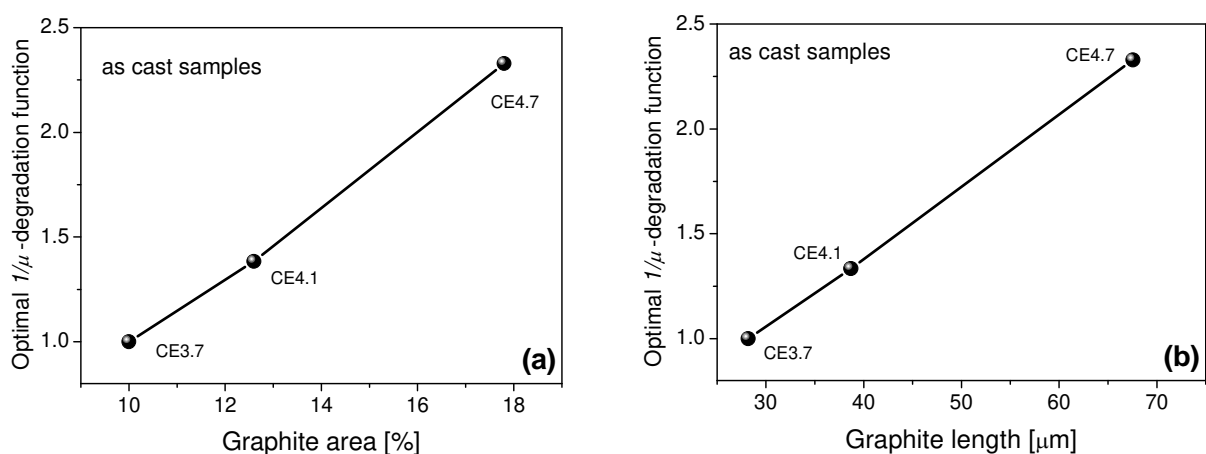 Optimal 1/μ-degradation function
2.5
2.0
1.5
1.0
as cast samples
CE4.7
CE4.1
CE3.7
(a)
10
12
14
16
18
Graphite area [%]
Optimal 1/μ-degradation function
2.5
2.0
1.5
1.0
as cast samples
CE4.7
CE4.1
CE3.7
(b)
30
40
50
60
70
Graphite length [μm]